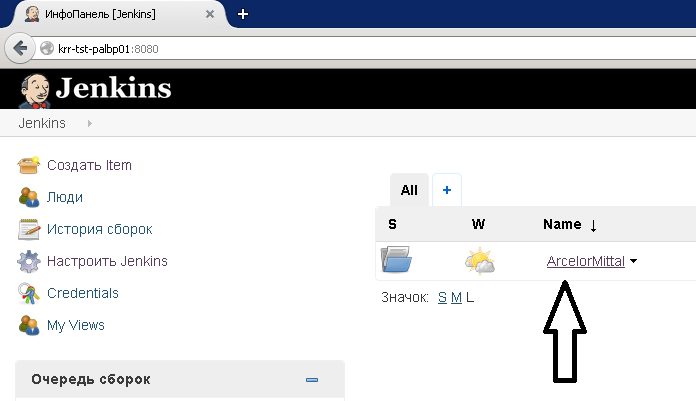 ИнфоПанель [Jenkins]
krr-tst-palbp01:8080
Jenkins
Jenkins
Создать Item
Люди
История сборок
Настроить Jenkins
Credentials
My Views
Очередь сборок
All +
S W Name ↓
ArcelorMittal
Значок: S M L